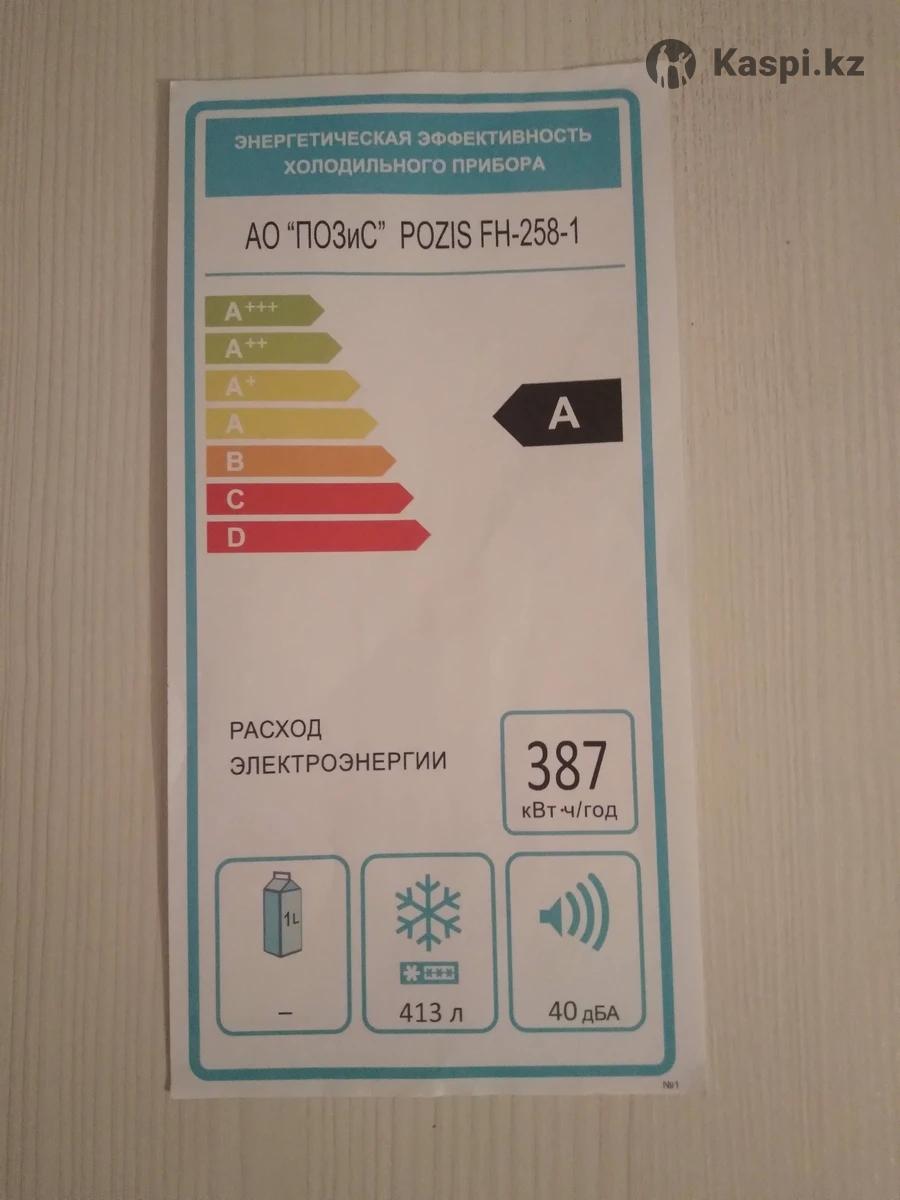 Kaspi.kz
ЭНЕРГЕТИЧЕСКАЯ ЭФФЕКТИВНОСТЬ
ХОЛОДИЛЬНОГО ПРИБОРА
АО “ПОЗиС” POZIS FH-258-1
A+++
A++
A+
A
A
B
C
D
РАСХОД
ЭЛЕКТРОЭНЕРГИИ
387
кВт·ч/год
1L
–
413 л
40 дБА
№1